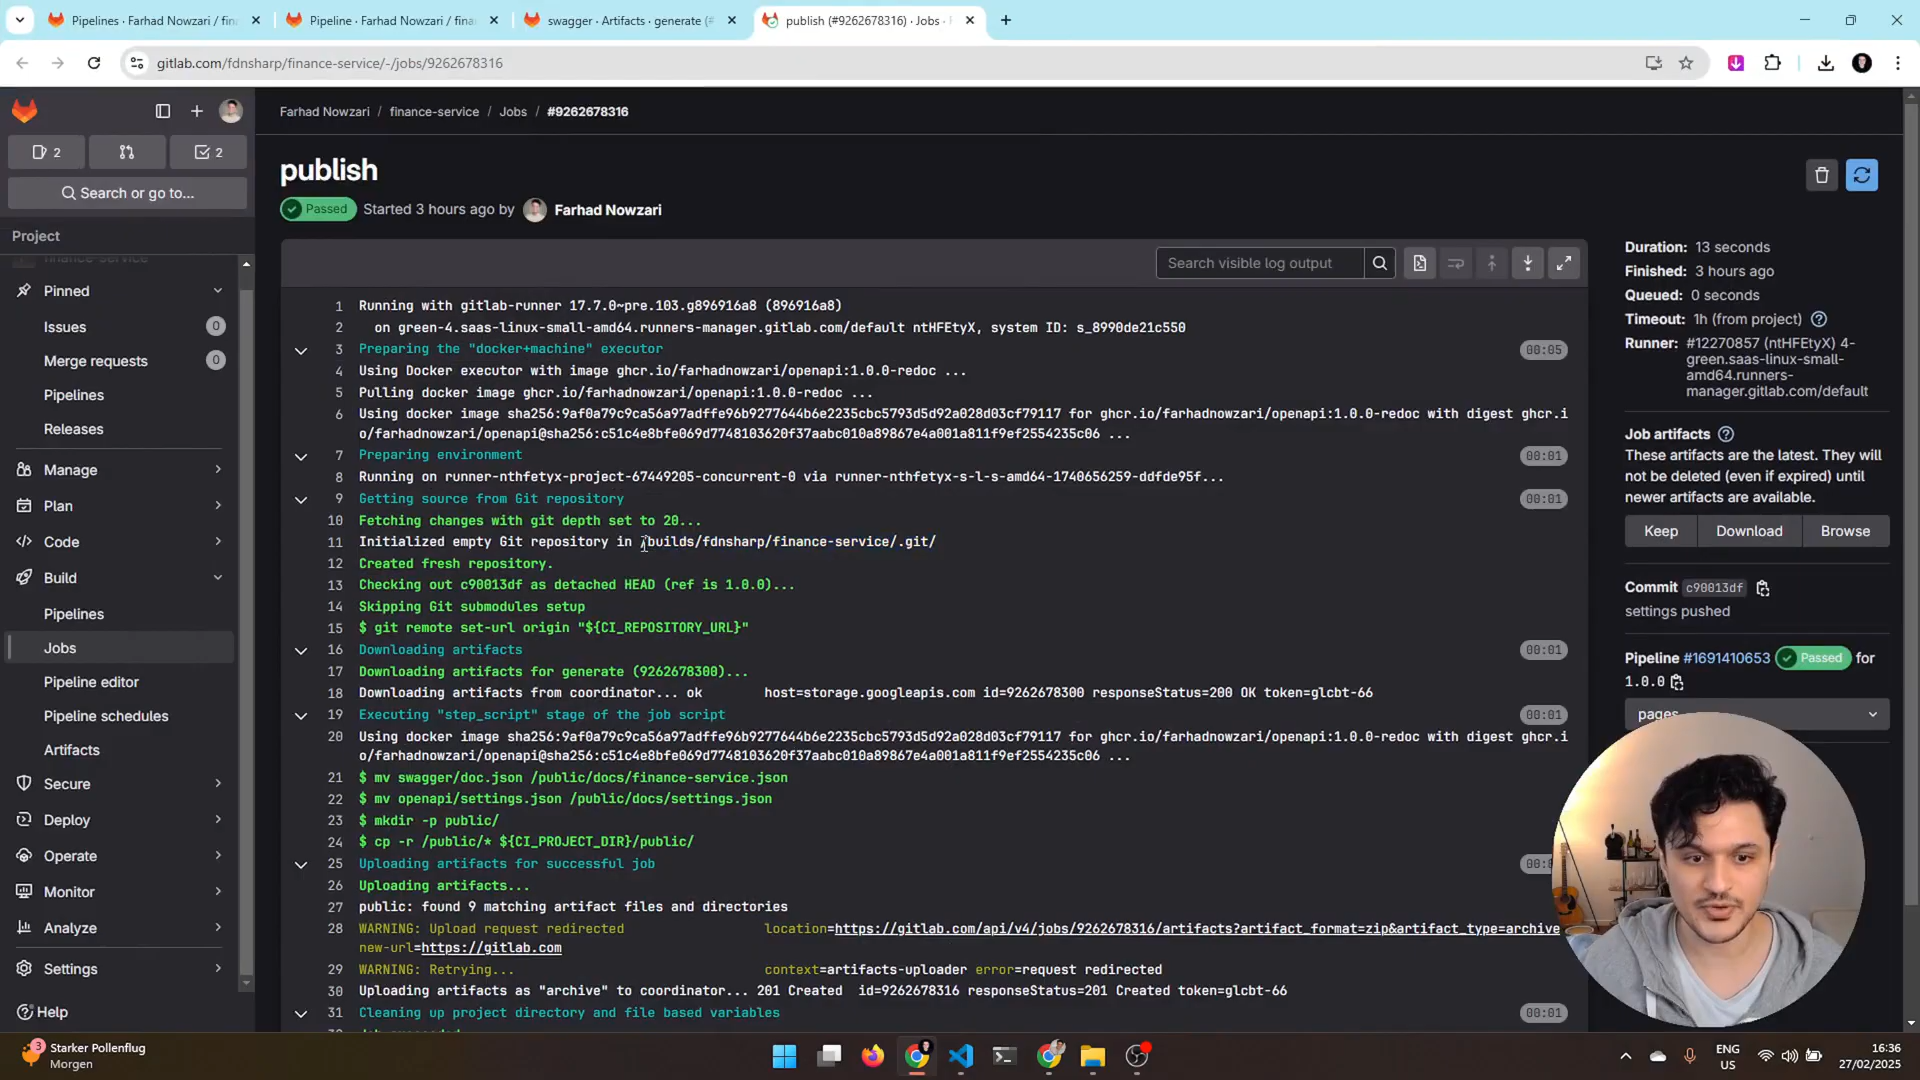 Pipelines · Farhad Nowzari / fin
Pipeline · Farhad Nowzari / fina
swagger · Artifacts · generate (#
publish (#9262678316) · Jobs ·
gitlab.com/fdnsharp/finance-service/-/jobs/9262678316
Farhad Nowzari / finance-service / Jobs / #9262678316
2
2
Search or go to...
Project
finance-service
Pinned
Issues 0
Merge requests 0
Pipelines
Releases
Manage
Plan
Code
Build
Pipelines
Jobs
Pipeline editor
Pipeline schedules
Artifacts
Secure
Deploy
Operate
Monitor
Analyze
Settings
Help
publish
Passed Started 3 hours ago by Farhad Nowzari
Search visible log output
1 Running with gitlab-runner 17.7.0~pre.103.g896916a8 (896916a8)
2 on green-4.saas-linux-small-amd64.runners-manager.gitlab.com/default ntHFEtyX, system ID: s_8990de21c550
3 Preparing the "docker+machine" executor 00:05
4 Using Docker executor with image ghcr.io/farhadnowzari/openapi:1.0.0-redoc ...
5 Pulling docker image ghcr.io/farhadnowzari/openapi:1.0.0-redoc ...
6 Using docker image sha256:9af0a79c9ca56a97adffe96b9277644b6e2235cbc5793d5d92a028d03cf79117 for ghcr.io/farhadnowzari/openapi:1.0.0-redoc with digest ghcr.i
o/farhadnowzari/openapi@sha256:c51c4e8bfe069d7748103620f37aabc010a89867e4a001a811f9ef2554235c06 ...
7 Preparing environment 00:01
8 Running on runner-nthfetyx-project-67449205-concurrent-0 via runner-nthfetyx-s-l-s-amd64-1740656259-ddfde95f...
9 Getting source from Git repository 00:01
10 Fetching changes with git depth set to 20...
11 Initialized empty Git repository in /builds/fdnsharp/finance-service/.git/
12 Created fresh repository.
13 Checking out c90013df as detached HEAD (ref is 1.0.0)...
14 Skipping Git submodules setup
15 $ git remote set-url origin "${CI_REPOSITORY_URL}"
16 Downloading artifacts 00:01
17 Downloading artifacts for generate (9262678300)...
18 Downloading artifacts from coordinator... ok host=storage.googleapis.com id=9262678300 responseStatus=200 OK token=glcbt-66
19 Executing "step_script" stage of the job script 00:01
20 Using docker image sha256:9af0a79c9ca56a97adffe96b9277644b6e2235cbc5793d5d92a028d03cf79117 for ghcr.io/farhadnowzari/openapi:1.0.0-redoc with digest ghcr.i
o/farhadnowzari/openapi@sha256:c51c4e8bfe069d7748103620f37aabc010a89867e4a001a811f9ef2554235c06 ...
21 $ mv swagger/doc.json /public/docs/finance-service.json
22 $ mv openapi/settings.json /public/docs/settings.json
23 $ mkdir -p public/
24 $ cp -r /public/* ${CI_PROJECT_DIR}/public/
25 Uploading artifacts for successful job
26 Uploading artifacts...
27 public: found 9 matching artifact files and directories
28 WARNING: Upload request redirected location=https://gitlab.com/api/v4/jobs/9262678316/artifacts?artifact_format=zip&artifact_type=archive
new-url=https://gitlab.com
29 WARNING: Retrying... context=artifacts-uploader error=request redirected
30 Uploading artifacts as "archive" to coordinator... 201 Created id=9262678316 responseStatus=201 Created token=glcbt-66
31 Cleaning up project directory and file based variables 00:01
Duration: 13 seconds
Finished: 3 hours ago
Queued: 0 seconds
Timeout: 1h (from project)
Runner: #12270857 (ntHFEtyX) 4-
green.saas-linux-small-
amd64.runners-
manager.gitlab.com/default
Job artifacts
These artifacts are the latest. They will
not be deleted (even if expired) until
newer artifacts are available.
Keep Download Browse
Commit c90013df
settings pushed
Pipeline #1691410653 Passed for
1.0.0
pages
3
Starker Pollenflug
Morgen
ENG
US
16:36
27/02/2025